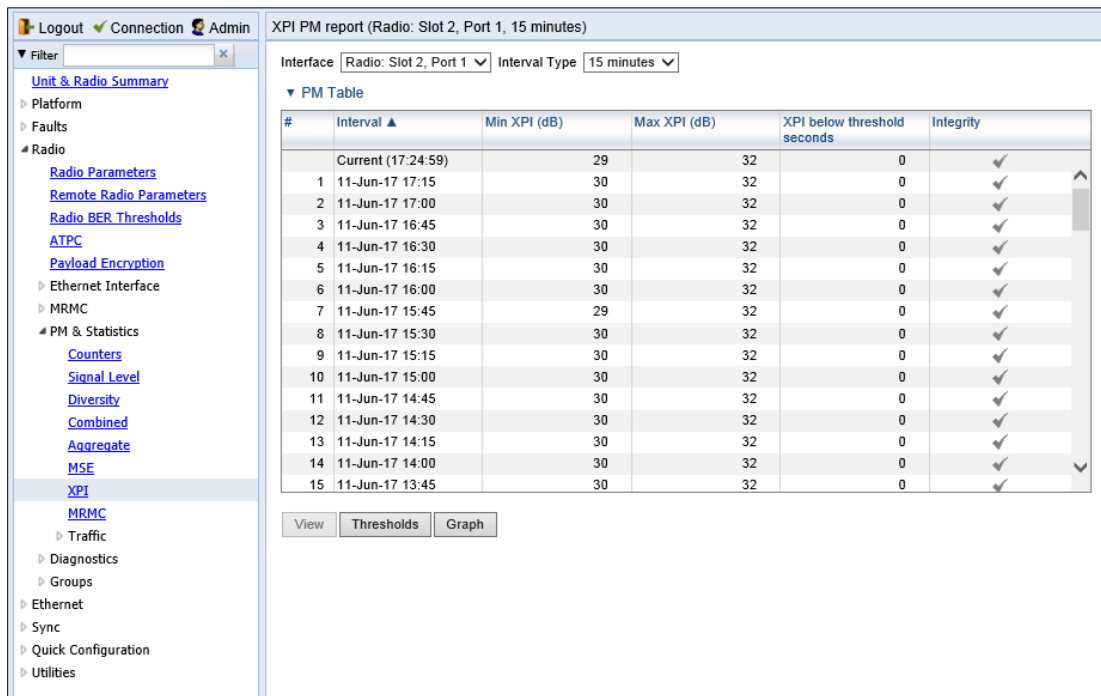 Logout Connection Admin
Filter
Unit & Radio Summary
Platform
Faults
Radio
Radio Parameters
Remote Radio Parameters
Radio BER Thresholds
ATPC
Payload Encryption
Ethernet Interface
MRMC
PM & Statistics
Counters
Signal Level
Diversity
Combined
Aggregate
MSE
XPI
MRMC
Traffic
Diagnostics
Groups
Ethernet
Sync
Quick Configuration
Utilities
XPI PM report (Radio: Slot 2, Port 1, 15 minutes)
Interface Radio: Slot 2, Port 1 Interval Type 15 minutes
▼ PM Table
# Interval ▲ Min XPI (dB) Max XPI (dB) XPI below threshold seconds Integrity
Current (17:24:59) 29 32 0 ✓
1 11-Jun-17 17:15 30 32 0 ✓
2 11-Jun-17 17:00 30 32 0 ✓
3 11-Jun-17 16:45 30 32 0 ✓
4 11-Jun-17 16:30 30 32 0 ✓
5 11-Jun-17 16:15 30 32 0 ✓
6 11-Jun-17 16:00 30 32 0 ✓
7 11-Jun-17 15:45 29 32 0 ✓
8 11-Jun-17 15:30 30 32 0 ✓
9 11-Jun-17 15:15 30 32 0 ✓
10 11-Jun-17 15:00 30 32 0 ✓
11 11-Jun-17 14:45 30 32 0 ✓
12 11-Jun-17 14:30 30 32 0 ✓
13 11-Jun-17 14:15 30 32 0 ✓
14 11-Jun-17 14:00 30 32 0 ✓
15 11-Jun-17 13:45 30 32 0 ✓
View Thresholds Graph